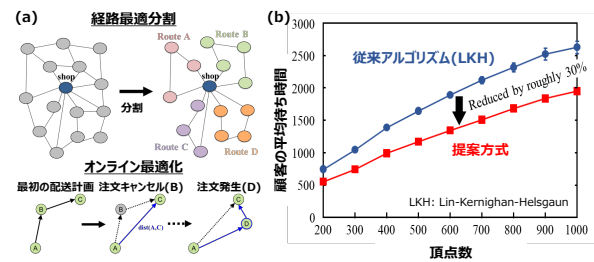 (a)
経路最適分割
Route A
Route B
shop
shop
分割
Route C
Route D
オンライン最適化
最初の配送計画
注文キャンセル(B)
注文発生(D)
A
B
C
A
B
C
dist(A,C)
A
C
D
(b)
顧客の平均待ち時間
3000
2500
2000
1500
1000
500
0
従来アルゴリズム(LKH)
Reduced by roughly 30%
提案方式
LKH: Lin-Kernighan-Helsgaun
200 300 400 500 600 700 800 900 1000
頂点数